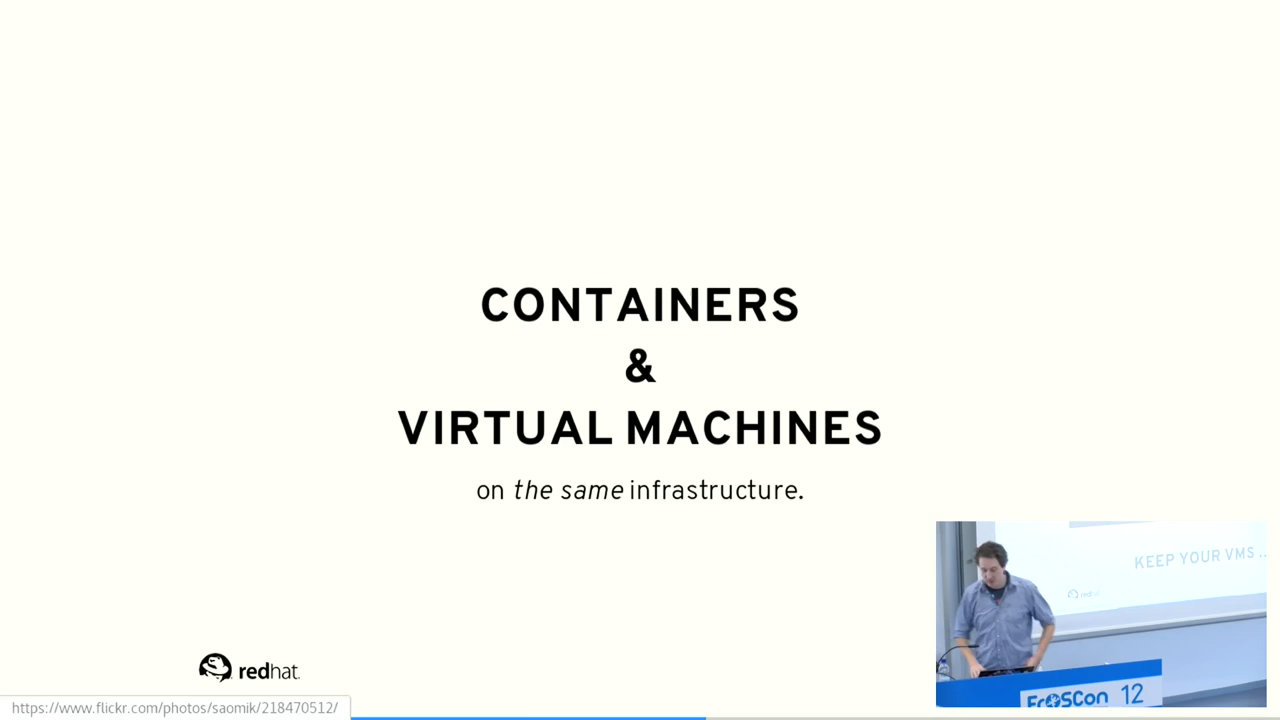 CONTAINERS
&
VIRTUAL MACHINES
on the same infrastructure.
KEEP YOUR VMS ..
redhat.
FrOSCon 12
https://www.flickr.com/photos/saomik/218470512/